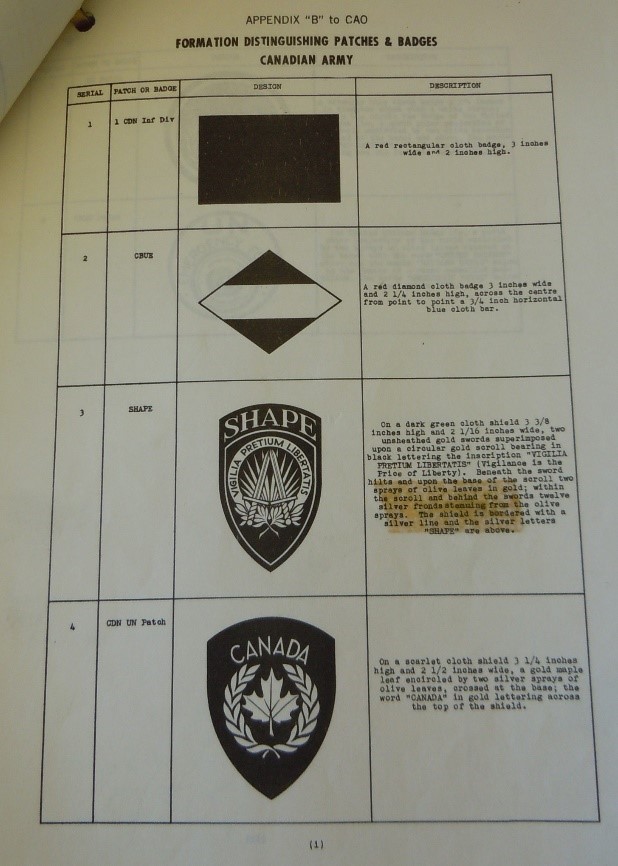 APPENDIX "B" to CAO
FORMATION DISTINGUISHING PATCHES & BADGES
CANADIAN ARMY
SERIAL PATCH OR BADGE DESIGN DESCRIPTION
1 1 CDN Inf Div
A red rectangular cloth badge, 3 inches
wide and 2 inches high.
2 CBUE
A red diamond cloth badge 3 inches wide
and 2 1/4 inches high, across the centre
from point to point a 3/4 inch horizontal
blue cloth bar.
3 SHAPE
SHAPE
VIGILIA PRETIUM LIBERTATIS
On a dark green cloth shield 3 3/8
inches high and 2 1/16 inches wide, two
unsheathed gold swords superimposed
upon a circular gold scroll bearing in
black lettering the inscription "VIGILIA
PRETIUM LIBERTATIS" (Vigilance is the
Price of Liberty). Beneath the sword
hilts and upon the base of the scroll two
sprays of olive leaves in gold; within
the scroll and behind the swords twelve
silver fronds stemming from the olive
sprays. The shield is bordered with a
silver line and the silver letters
"SHAPE" are above.
4 CDN UN Patch
CANADA
On a scarlet cloth shield 3 1/4 inches
high and 2 1/2 inches wide, a gold maple
leaf encircled by two silver sprays of
olive leaves, crossed at the base; the
word "CANADA" in gold lettering across
the top of the shield.
(1)